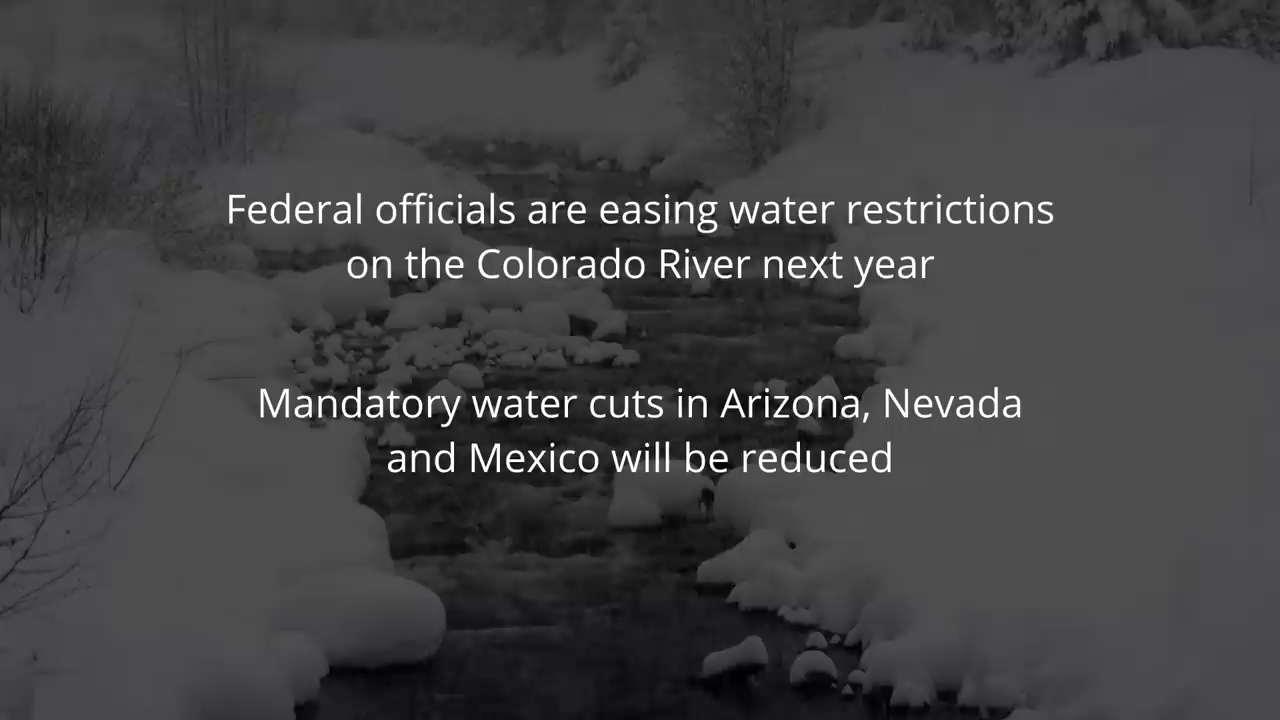 Federal officials are easing water restrictions
on the Colorado River next year
Mandatory water cuts in Arizona, Nevada
and Mexico will be reduced